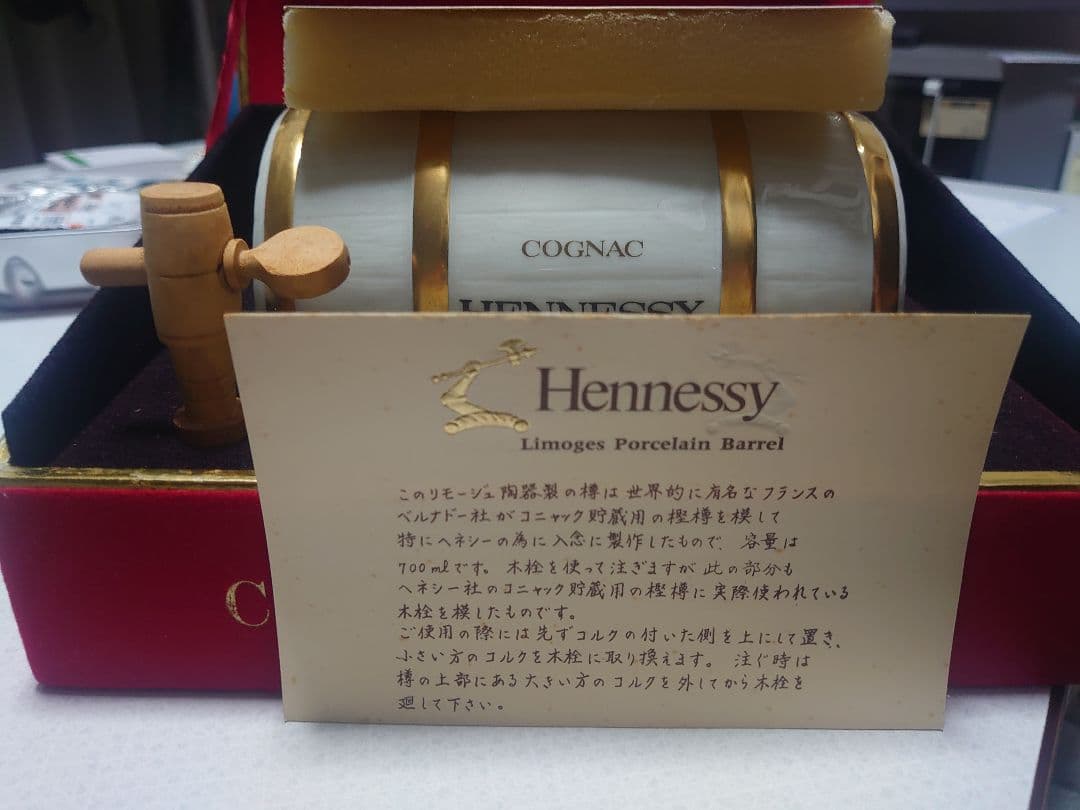 COGNAC
HENNESSY
Hennessy
Limoges Porcelain Barrel
このリモージュ陶器製の樽は世界的に有名なフランスの
ベルナドー社がコニャック貯蔵用の樫樽を模して
特にヘネシーの為に入念に製作したもので、容量は
700mlです。木栓を使って注ぎますが此の部分も
ヘネシー社のコニャック貯蔵用の樫樽に実際使われている
木栓を模したものです。
ご使用の際には先ずコルクの付いた側を上にして置き、
小さい方のコルクを木栓に取り換えます。注ぐ時は
樽の上部にある大きい方のコルクを外してから木栓を
廻して下さい。
C